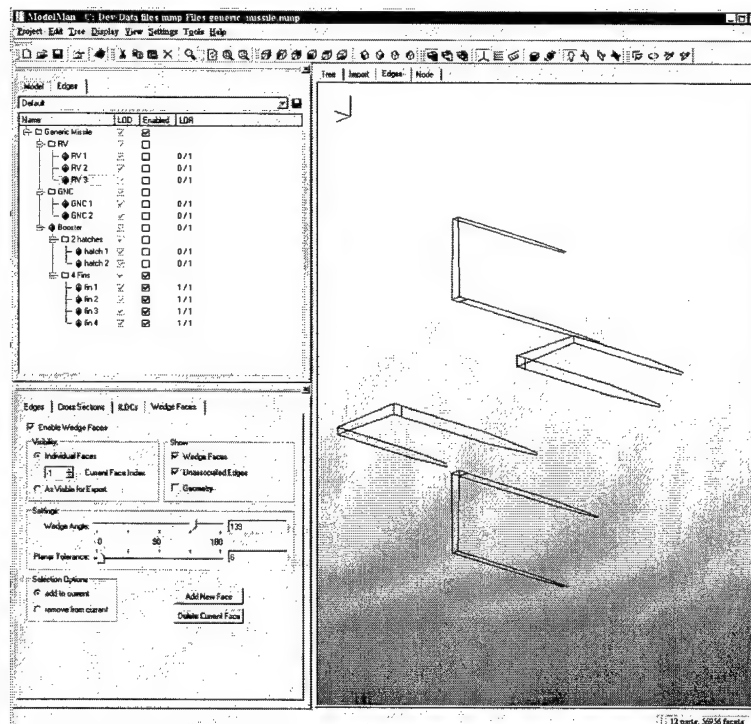 ModelMan C: Dev Data files mmp Files generic_missile.mmp
Project Edit Tree Display View Settings Tools Help
Model Edges
Tree Import Edges Node
Default
Name LOD Enabled LDR
Generic Missile
RV
RV 1 0/1
RV 2 0/1
RV 3 0/1
GNC
GNC 1 0/1
GNC 2 0/1
Booster 0/1
2 hatches
hatch 1 0/1
hatch 2 0/1
4 Fins
fin 1 1/1
fin 2 1/1
fin 3 1/1
fin 4 1/1
Edges Cross Sections ILDCs Wedge Faces
Enable Wedge Faces
Visibility Show
Individual Faces Wedge Faces
-1 Current Face Index Unassociated Edges
As Visible for Export Geometry
Settings
Wedge Angle: 139
0 90 180
Planar Tolerance: 6
Selection Options
add to current Add New Face
remove from current Delete Current Face
12 parts, 56956 facets